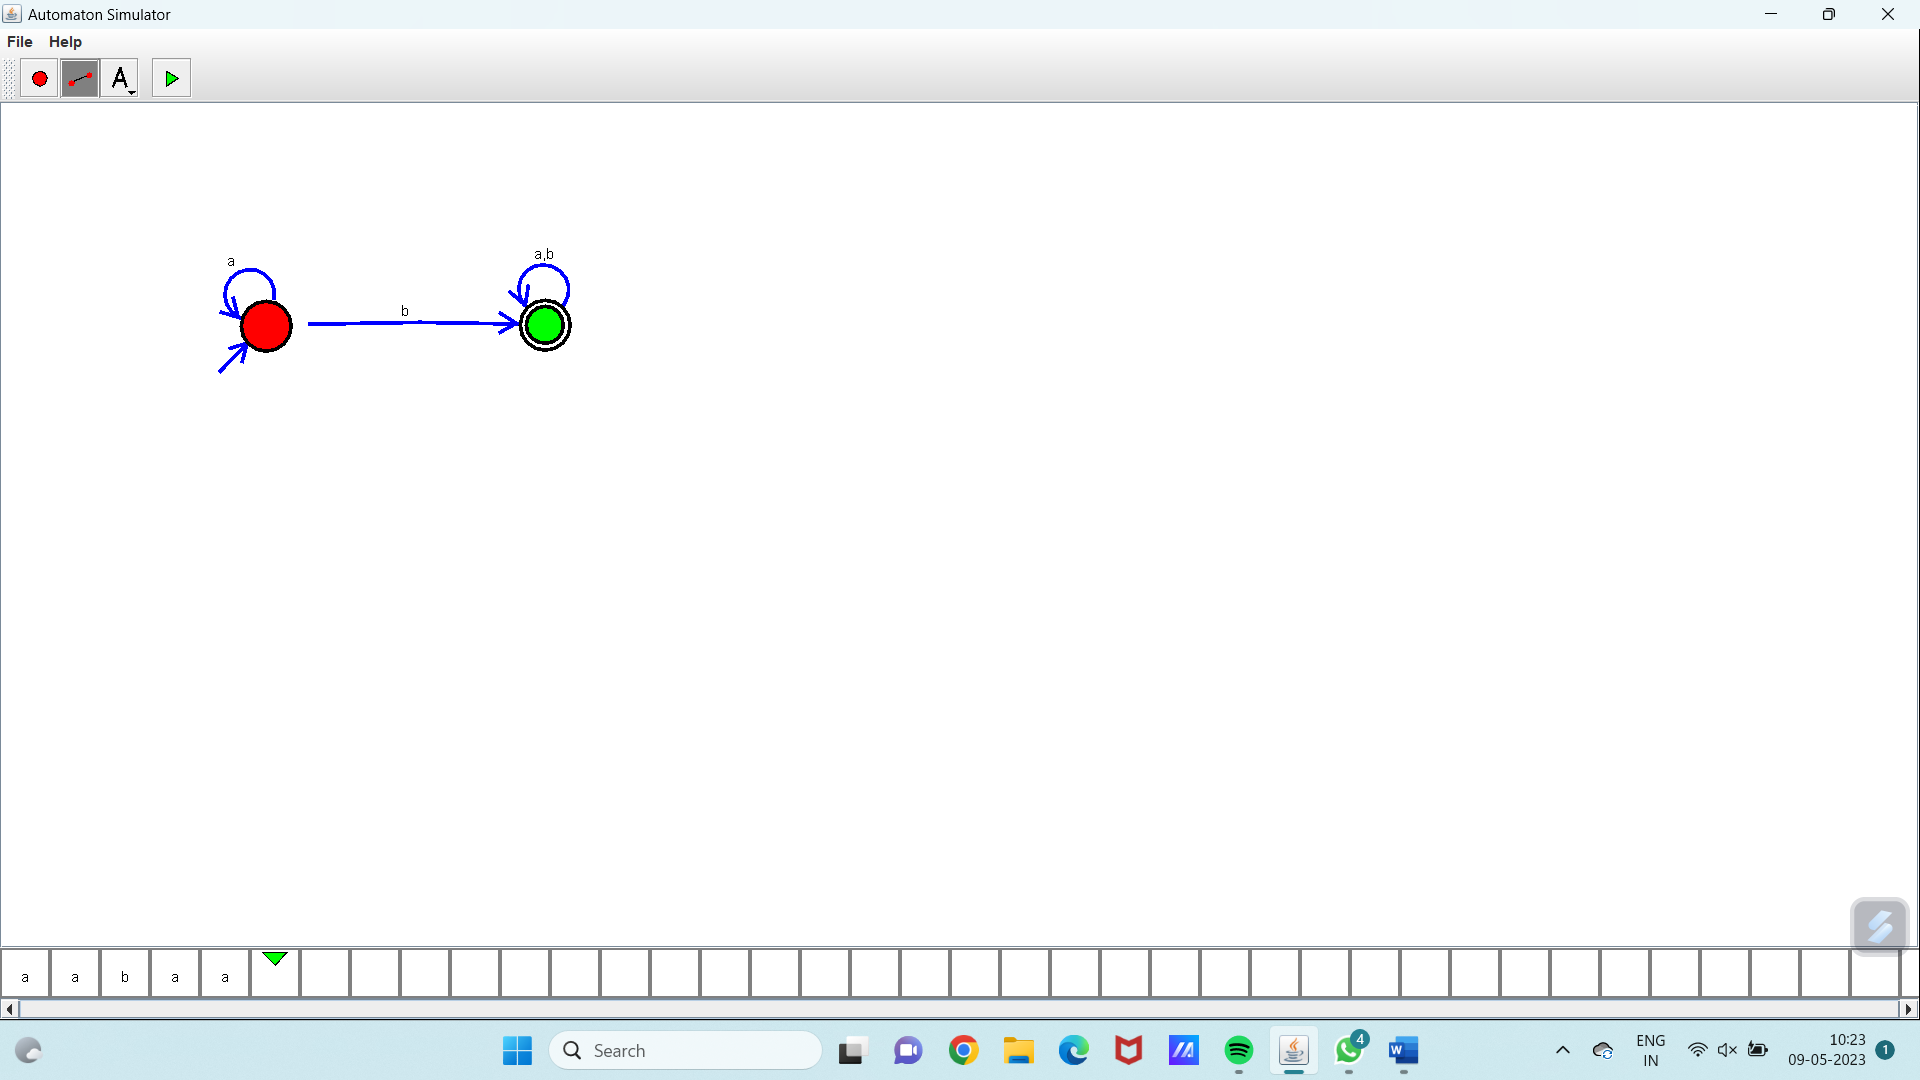 Automaton Simulator
File Help
A
a,b
a
b
a a b a a
Search
4
W
ENG
IN
10:23
09-05-2023
1